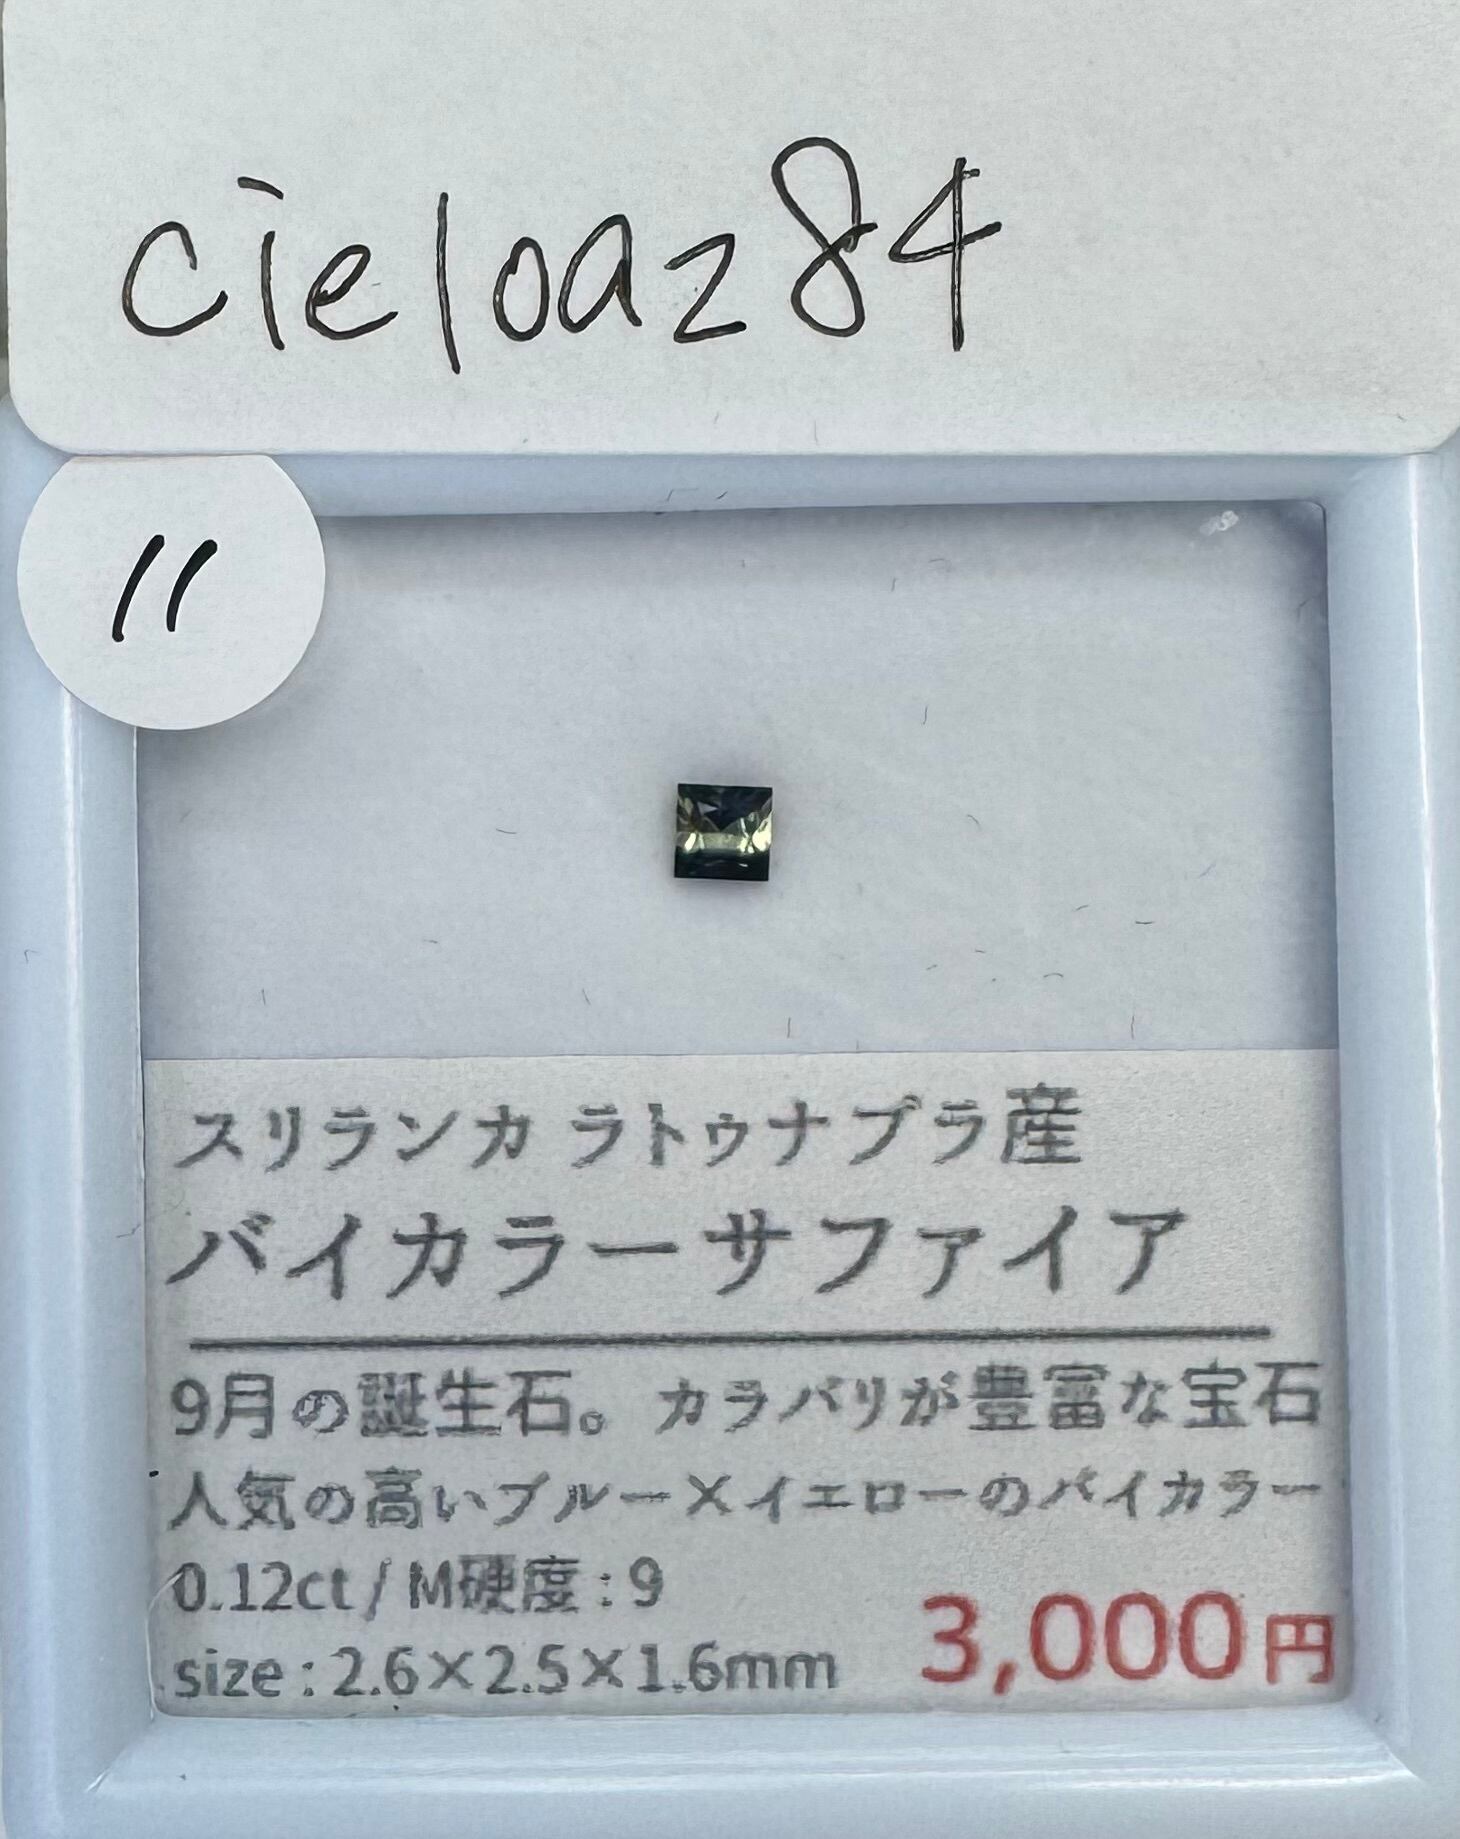 cieloaz84
11
スリランカ ラトゥナプラ産
バイカラーサファイア
9月の誕生石。カラバリが豊富な宝石
人気の高いブルー×イエローのバイカラー
0.12ct / M硬度 : 9
size : 2.6×2.5×1.6mm
3,000円